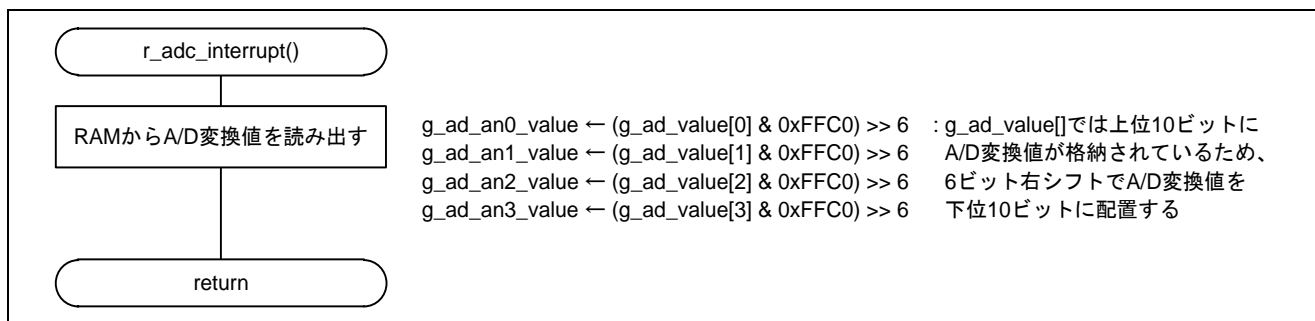 r_adc_interrupt()
RAMからA/D変換値を読み出す
g_ad_an0_value ← (g_ad_value[0] & 0xFFC0) >> 6 : g_ad_value[]では上位10ビットに
g_ad_an1_value ← (g_ad_value[1] & 0xFFC0) >> 6 A/D変換値が格納されているため、
g_ad_an2_value ← (g_ad_value[2] & 0xFFC0) >> 6 6ビット右シフトでA/D変換値を
g_ad_an3_value ← (g_ad_value[3] & 0xFFC0) >> 6 下位10ビットに配置する
return